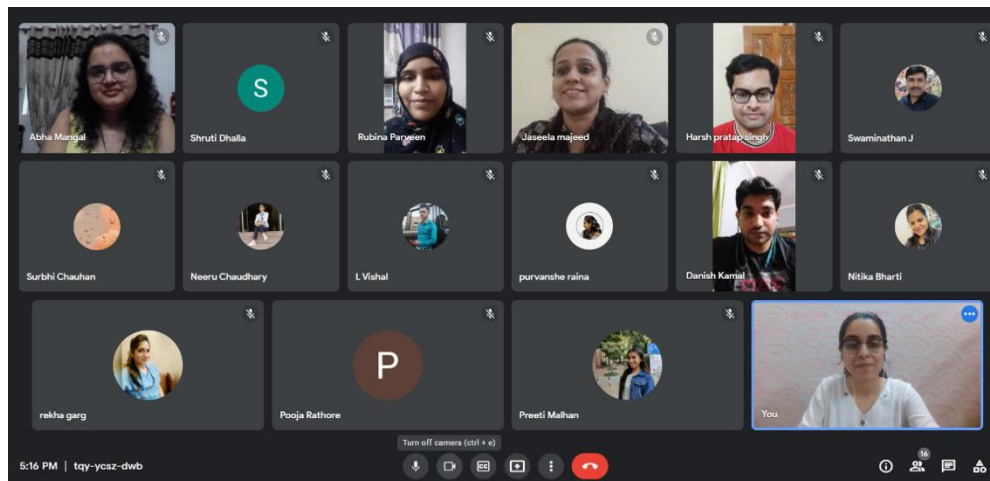 Abha Mangal
S
Shruti Dhalla
Rubina Parveen
Jaseela majeed
Harsh pratap singh
Swaminathan J
Surbhi Chauhan
Neeru Chaudhary
L Vishal
purvanshe raina
Danish Kamal
Nitika Bharti
rekha garg
P
Pooja Rathore
Preeti Malhan
You
Turn off camera (ctrl + e)
5:16 PM | tqy-ycsz-dwb
CC
16